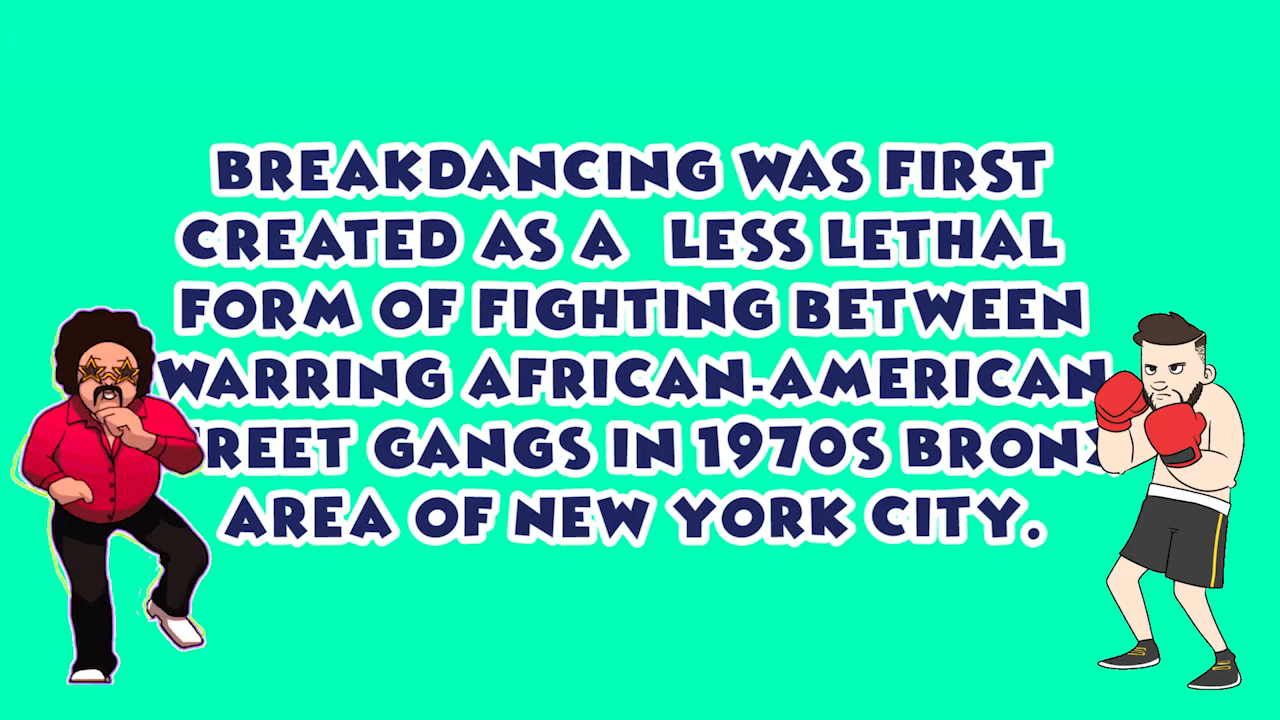 BREAKDANCING WAS FIRST
CREATED AS A LESS LETHAL
FORM OF FIGHTING BETWEEN
WARRING AFRICAN-AMERICAN
STREET GANGS IN 1970S BRONX
AREA OF NEW YORK CITY.